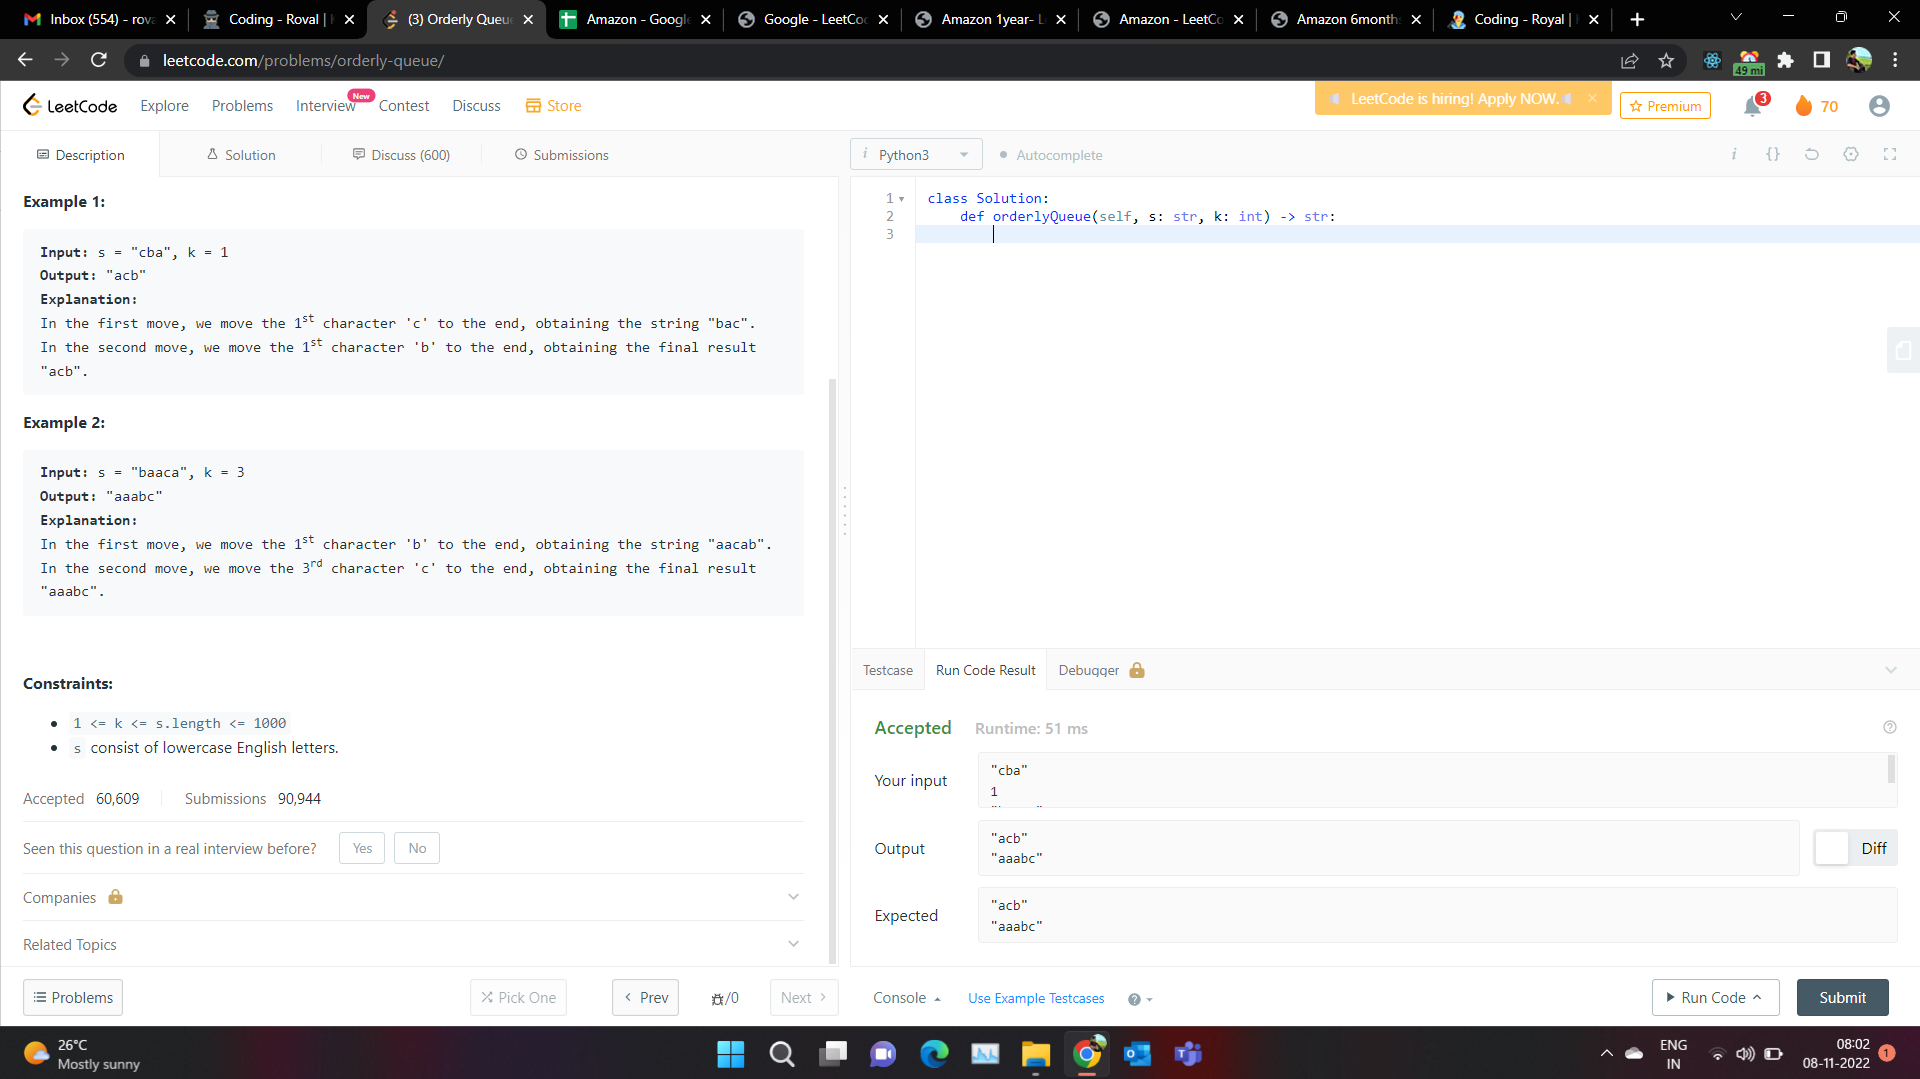 Inbox (554) - rova
Coding - Roval |
(3) Orderly Queue
Amazon - Google
Google - LeetCo
Amazon 1year- L
Amazon - LeetCo
Amazon 6month
Coding - Royal |
leetcode.com/problems/orderly-queue/
49 mi
LeetCode
Explore
Problems
Interview
New
Contest
Discuss
Store
LeetCode is hiring! Apply NOW.
Premium
3
70
Description
Solution
Discuss (600)
Submissions
i Python3
Autocomplete
Example 1:
Input: s = "cba", k = 1
Output: "acb"
Explanation:
In the first move, we move the 1st character 'c' to the end, obtaining the string "bac".
In the second move, we move the 1st character 'b' to the end, obtaining the final result
"acb".
Example 2:
Input: s = "baaca", k = 3
Output: "aaabc"
Explanation:
In the first move, we move the 1st character 'b' to the end, obtaining the string "aacab".
In the second move, we move the 3rd character 'c' to the end, obtaining the final result
"aaabc".
Constraints:
1 <= k <= s.length <= 1000
s consist of lowercase English letters.
Accepted 60,609
Submissions 90,944
Seen this question in a real interview before?
Yes
No
Companies
Related Topics
Problems
Pick One
Prev
/0
Next
i {}
1 class Solution:
2 def orderlyQueue(self, s: str, k: int) -> str:
3
Testcase
Run Code Result
Debugger
Accepted Runtime: 51 ms
Your input
"cba"
1
Output
"acb"
"aaabc"
Diff
Expected
"acb"
"aaabc"
Console
Use Example Testcases
Run Code
Submit
26°C
Mostly sunny
ENG
IN
08:02
08-11-2022
1